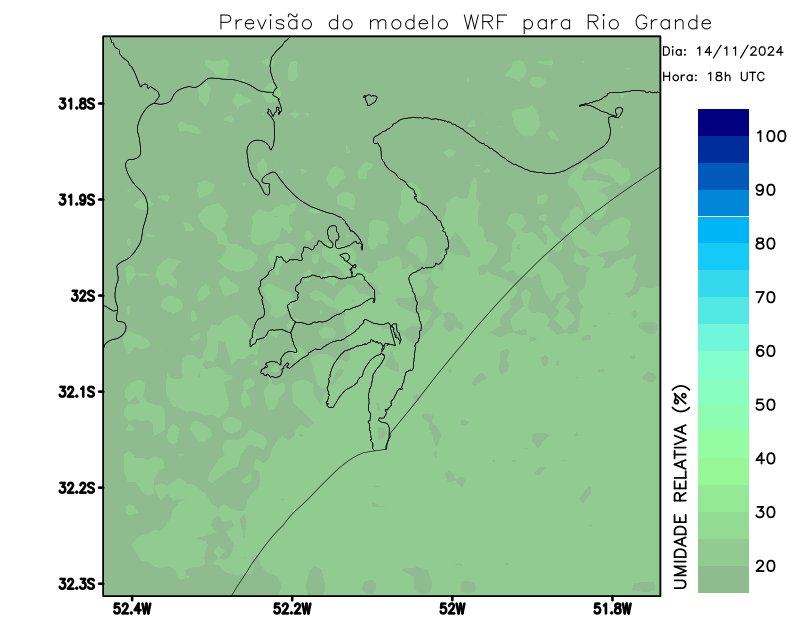 Previsão do modelo WRF para Rio Grande
Dia: 14/11/2024
Hora: 18h UTC
31.8S
31.9S
32S
32.1S
32.2S
32.3S
52.4W
52.2W
52W
51.8W
100
90
80
70
60
50
40
30
20
UMIDADE RELATIVA (%)